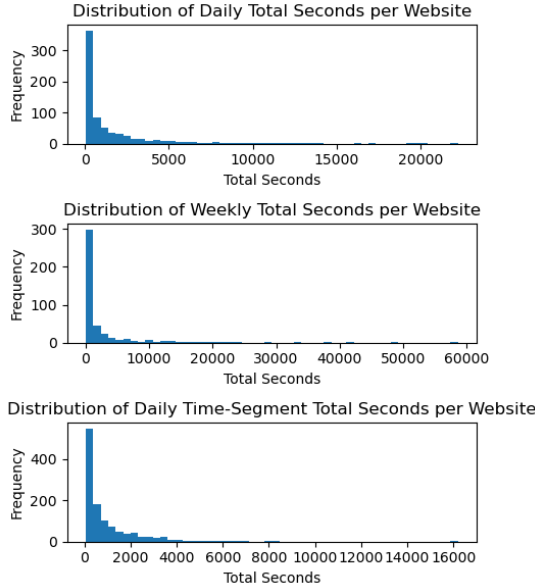 Distribution of Daily Total Seconds per Website
300
200
100
0
Frequency
0 5000 10000 15000 20000
Total Seconds
Distribution of Weekly Total Seconds per Website
300
200
100
0
Frequency
0 10000 20000 30000 40000 50000 60000
Total Seconds
Distribution of Daily Time-Segment Total Seconds per Website
400
200
0
Frequency
0 2000 4000 6000 8000 10000 12000 14000 16000
Total Seconds